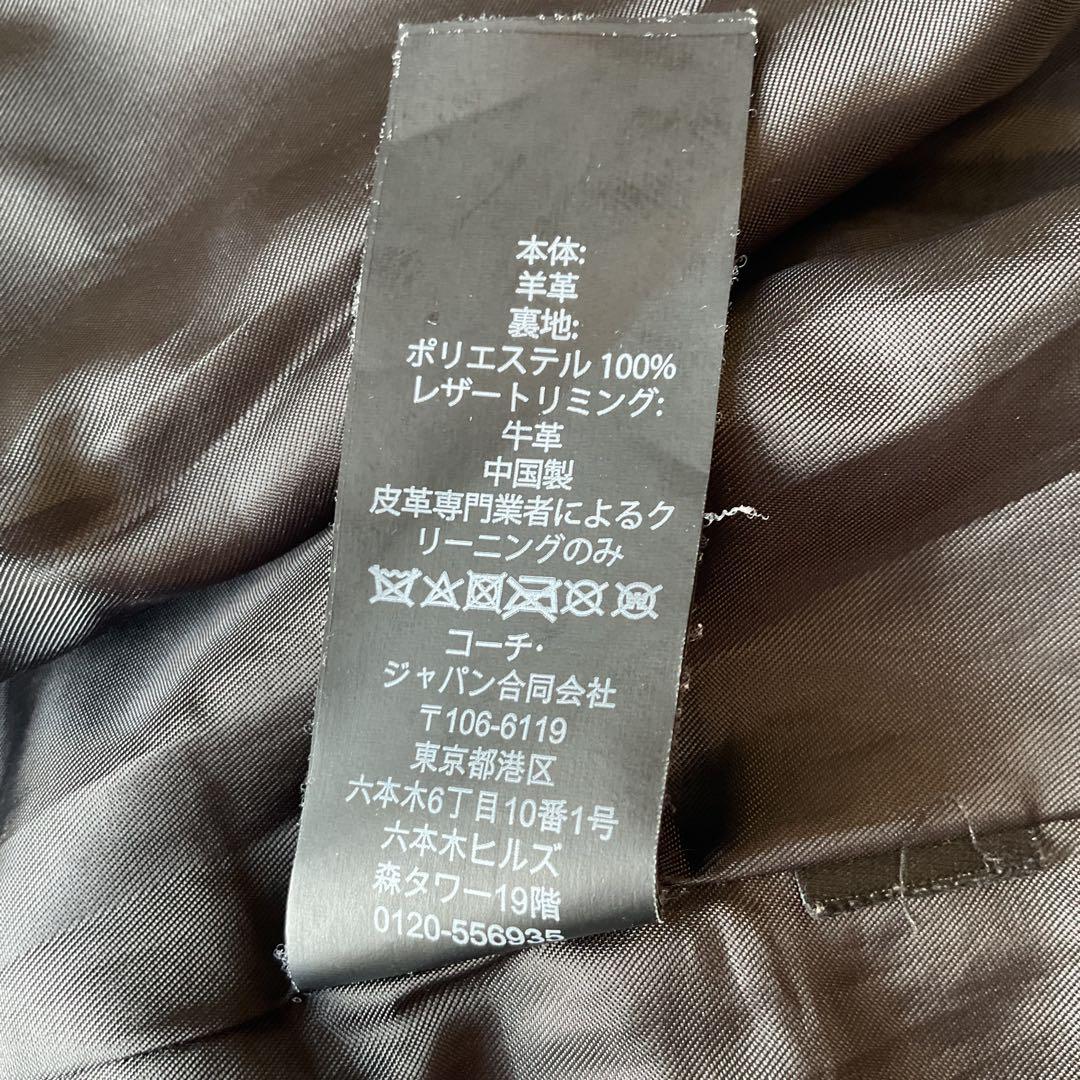 本体:
羊革
裏地:
ポリエステル 100%
レザートリミング:
牛革
中国製
皮革専門業者によるク
リーニングのみ
コーチ・
ジャパン合同会社
〒106-6119
東京都港区
六本木6丁目10番1号
六本木ヒルズ
森タワー19階
0120-556935